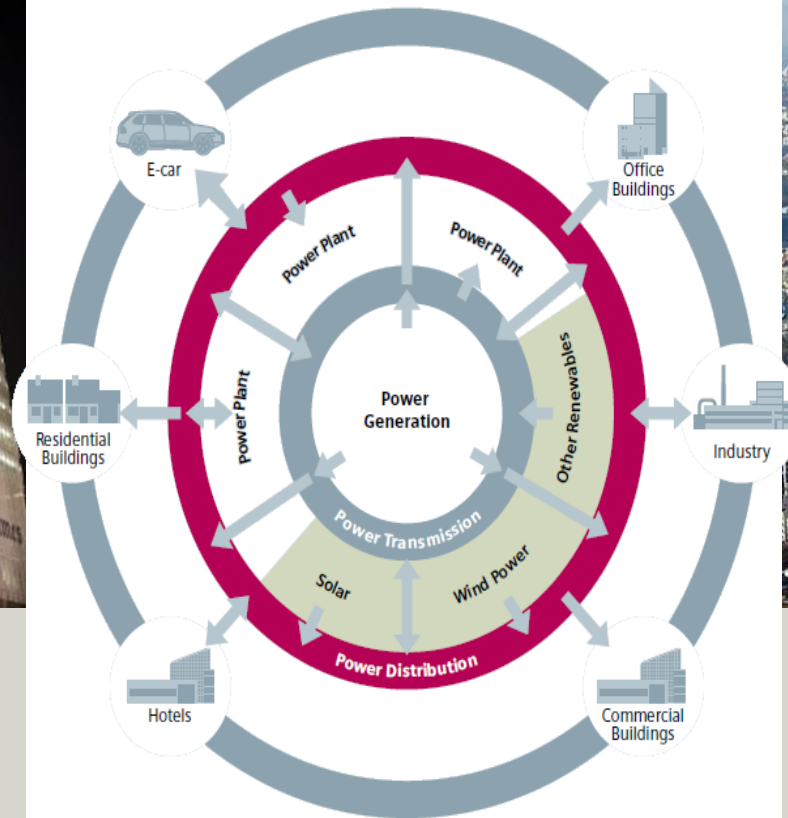 E-car
Office
Buildings
Power Plant
Power Plant
Power Plant
Other Renewables
Power
Generation
Residential
Buildings
Industry
Power Transmission
Solar
Wind Power
Power Distribution
Hotels
Commercial
Buildings